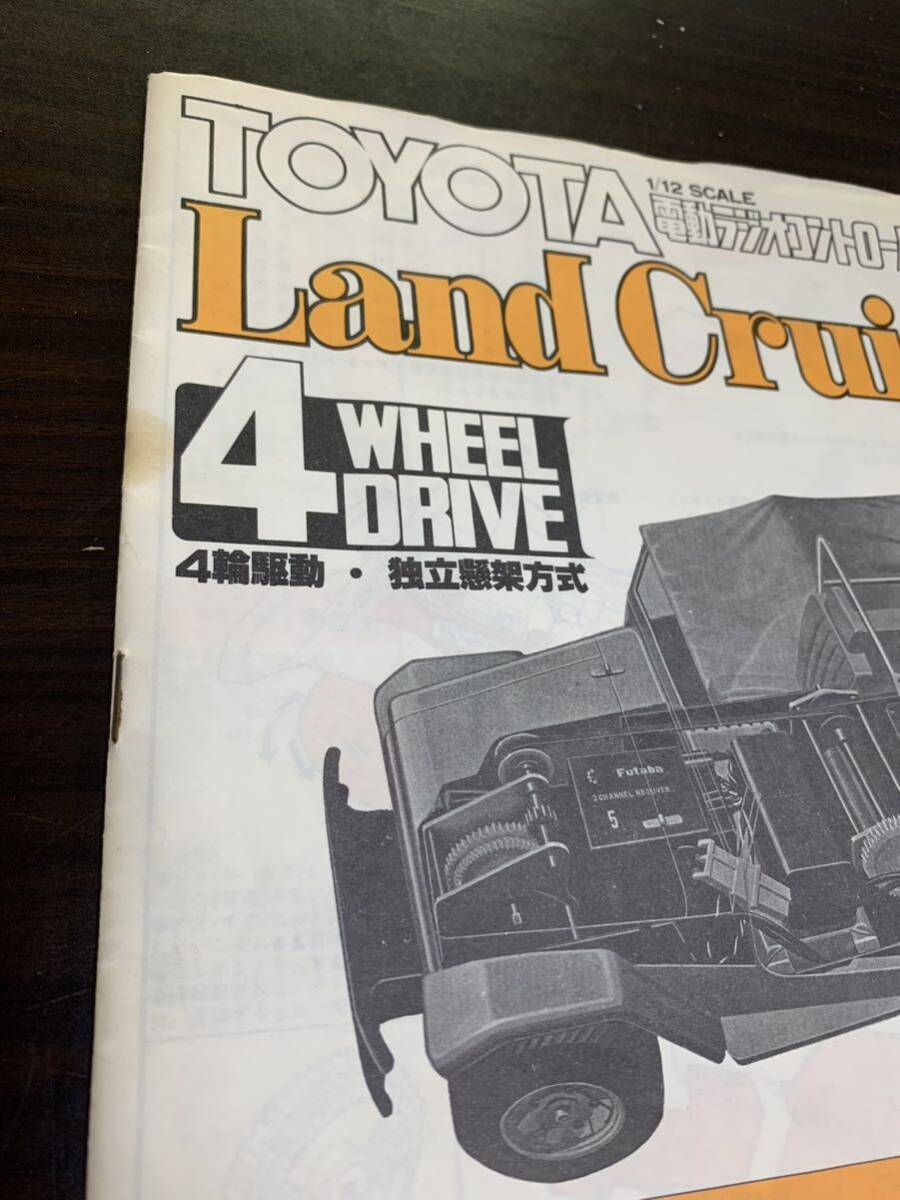 TOYOTA
1/12 SCALE
電動ラジオコントロール
Land Crui
4 WHEEL
DRIVE
4輪駆動 ・ 独立懸架方式
Futaba
2 CHANNEL RECEIVER
5